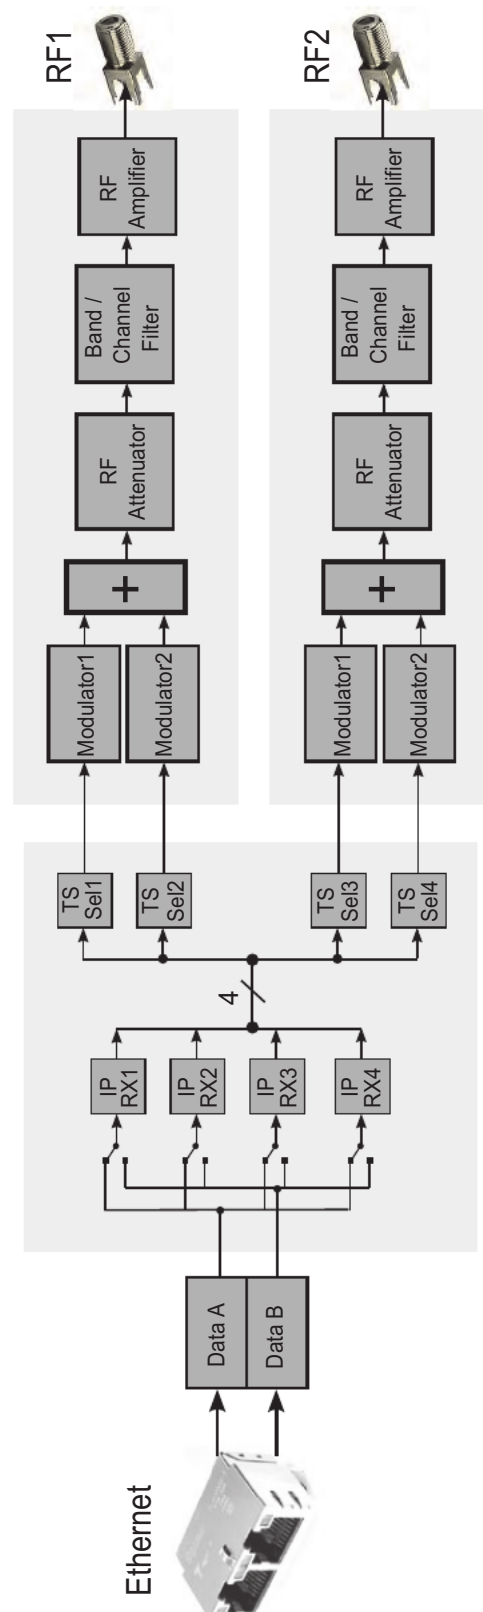 Ethernet
Data A
Data B
IP
RX1
IP
RX2
IP
RX3
IP
RX4
4
TS
Sel1
TS
Sel2
TS
Sel3
TS
Sel4
Modulator1
Modulator2
+
RF
Attenuator
Band /
Channel
Filter
RF
Amplifier
RF1
Modulator1
Modulator2
+
RF
Attenuator
Band /
Channel
Filter
RF
Amplifier
RF2